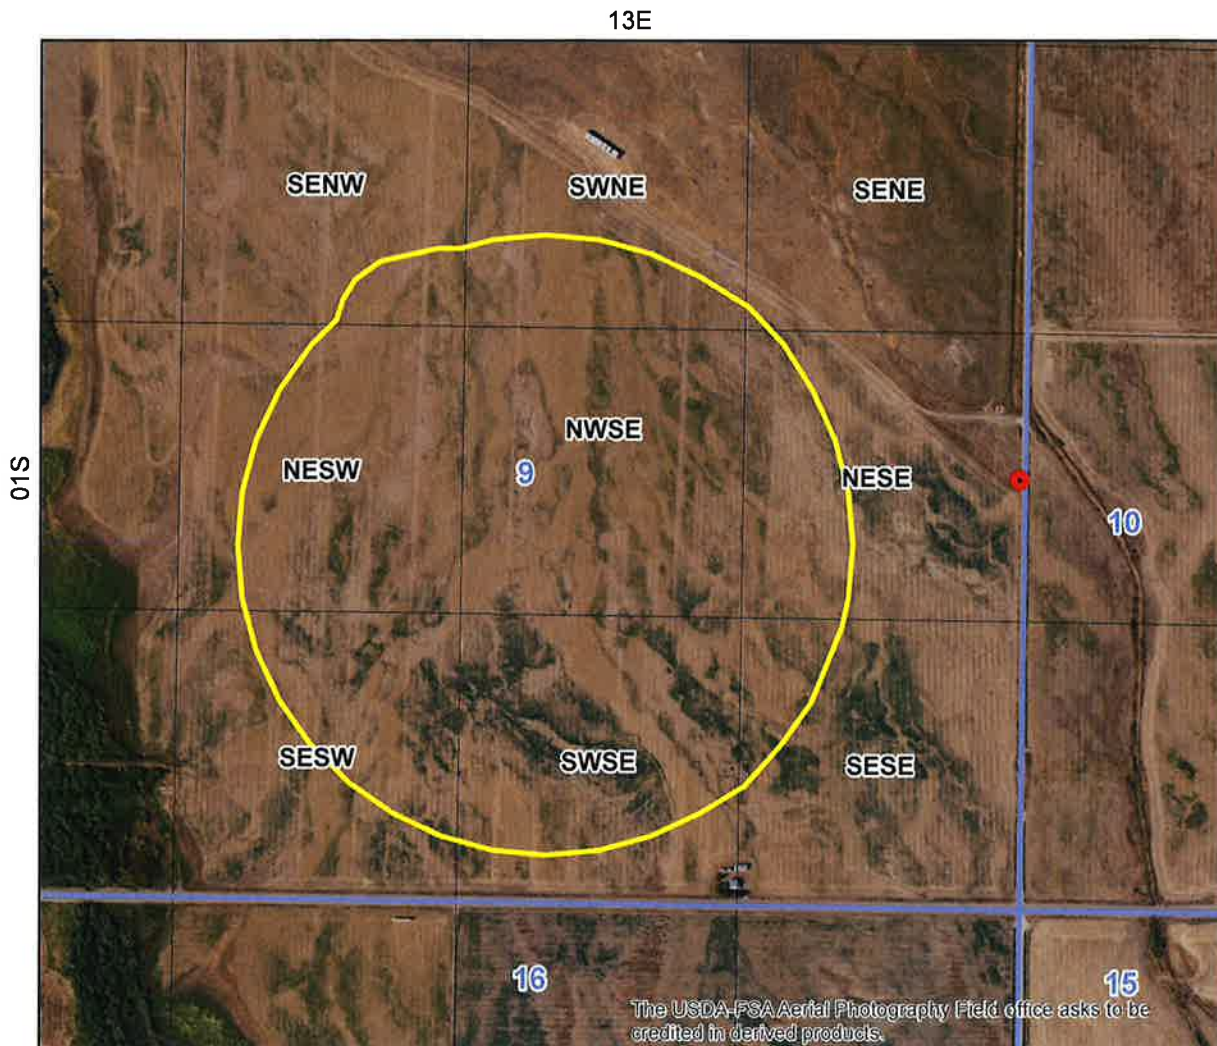 13E
SENW
SWNE
SENE
NWSE
NESW
9
NESE
01S
10
SESW
SWSE
SESE
16
15
The USDA-FSA Aerial Photography Field office asks to be
credited in derived products.